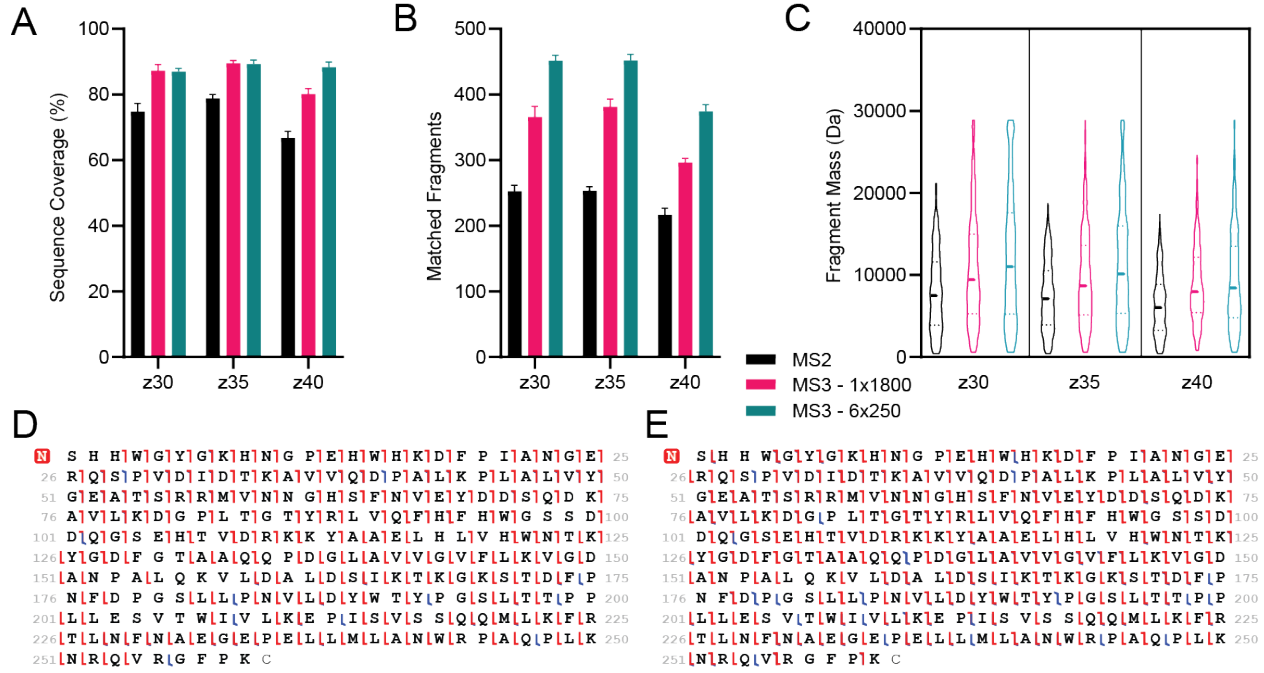 A
100
80
60
40
20
0
Sequence Coverage (%)
z30
z35
z40
B
500
400
300
200
100
0
Matched Fragments
z30
z35
z40
MS2
MS3 - 1x1800
MS3 - 6x250
C
40000
30000
20000
10000
0
Fragment Mass (Da)
z30
z35
z40
D
N S H H W G Y G K H N G P E H W H K D F P I A N G E 25
26 R Q S P V D I D T K A V V Q D P A L K P L A L V Y 50
51 G E A T S R R M V N N G H S F N V E Y D D S Q D K 75
76 A V L K D G P L T G T Y R L V Q F H F H W G S S D 100
101 D Q G S E H T V D R K K Y A A E L H L V H W N T K 125
126 Y G D F G T A A Q Q P D G L A V V G V F L K V G D 150
151 A N P A L Q K V L D A L D S I K T K G K S T D F P 175
176 N F D P G S L L P N V L D Y W T Y P G S L T T P P 200
201 L L E S V T W I V L K E P I S V S S Q Q M L K F R 225
226 T L N F N A E G E P E L L M L A N W R P A Q P L K 250
251 N R Q V R G F P K C
E
N S H H W G Y G K H N G P E H W H K D F P I A N G E 25
26 R Q S P V D I D T K A V V Q D P A L K P L A L V Y 50
51 G E A T S R R M V N N G H S F N V E Y D D S Q D K 75
76 A V L K D G P L T G T Y R L V Q F H F H W G S S D 100
101 D Q G S E H T V D R K K Y A A E L H L V H W N T K 125
126 Y G D F G T A A Q Q P D G L A V V G V F L K V G D 150
151 A N P A L Q K V L D A L D S I K T K G K S T D F P 175
176 N F D P G S L L P N V L D Y W T Y P G S L T T P P 200
201 L L E S V T W I V L K E P I S V S S Q Q M L K F R 225
226 T L N F N A E G E P E L L M L A N W R P A Q P L K 250
251 N R Q V R G F P K C